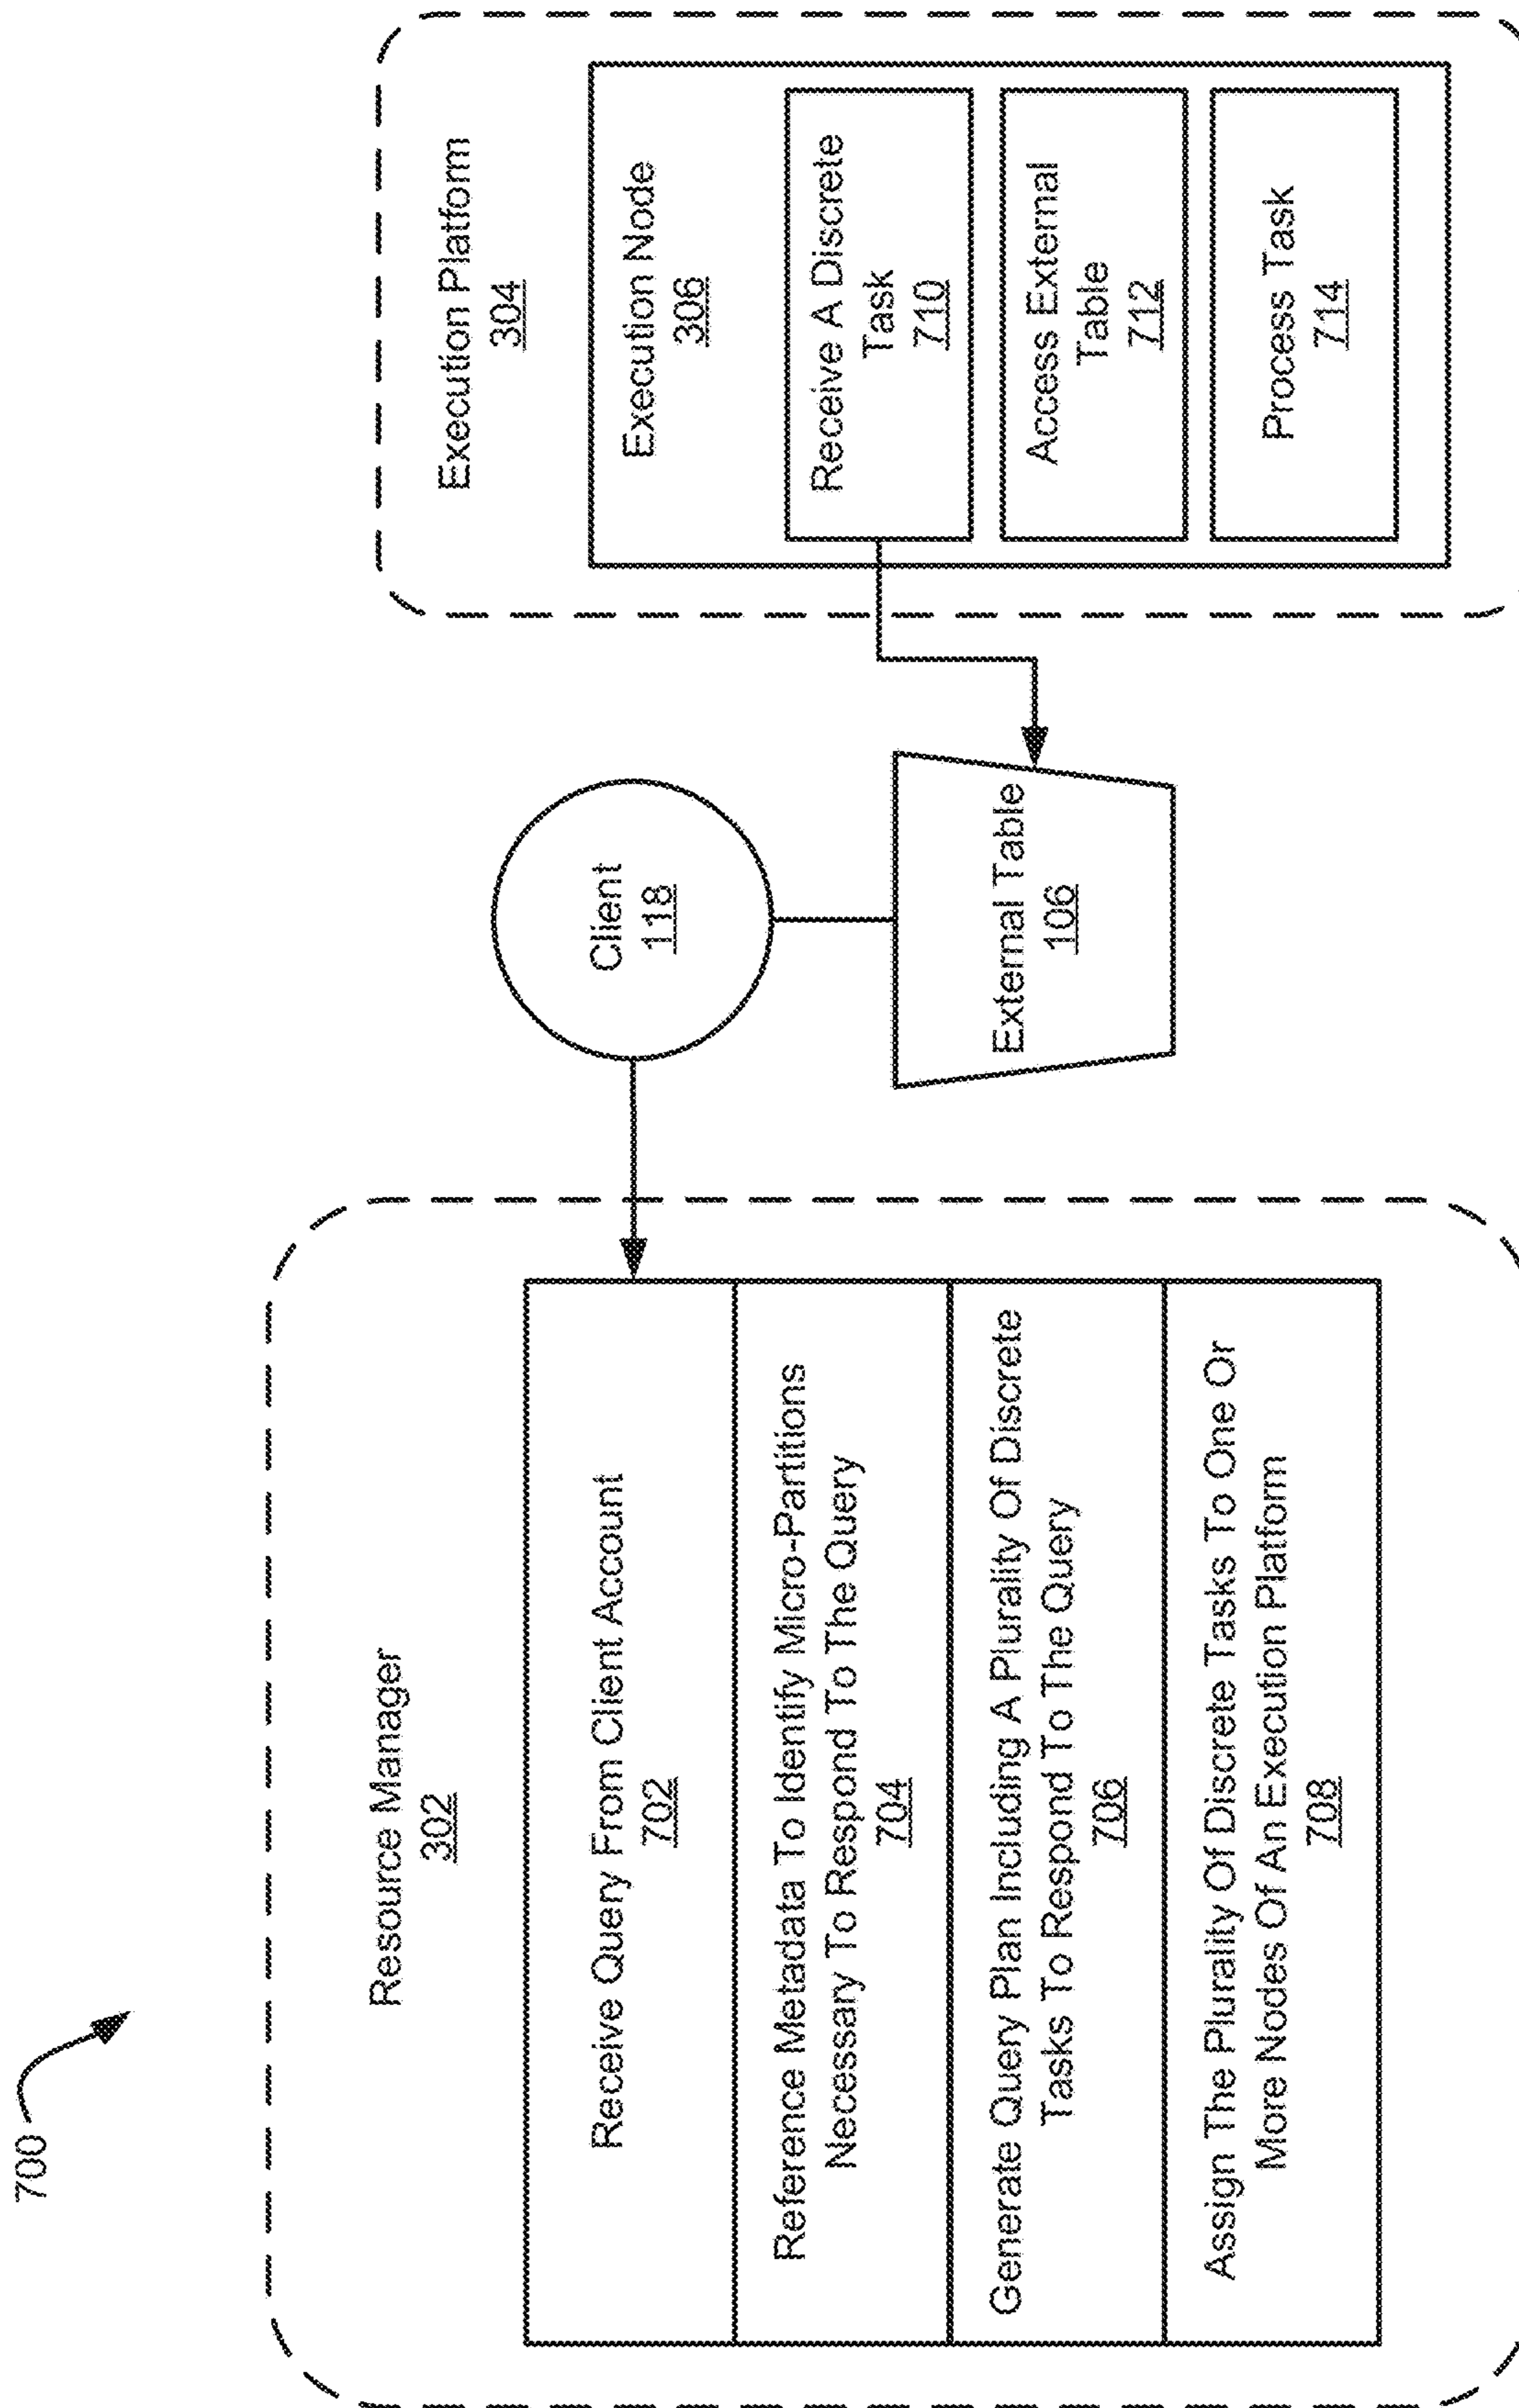 700
Resource Manager
302
Receive Query From Client Account
702
Reference Metadata To Identify Micro-Partitions
Necessary To Respond To The Query
704
Generate Query Plan Including A Plurality Of Discrete
Tasks To Respond To The Query
706
Assign The Plurality Of Discrete Tasks To One Or
More Nodes Of An Execution Platform
708
Client
118
External Table
106
Execution Platform
304
Execution Node
306
Receive A Discrete
Task
710
Access External
Table
712
Process Task
714